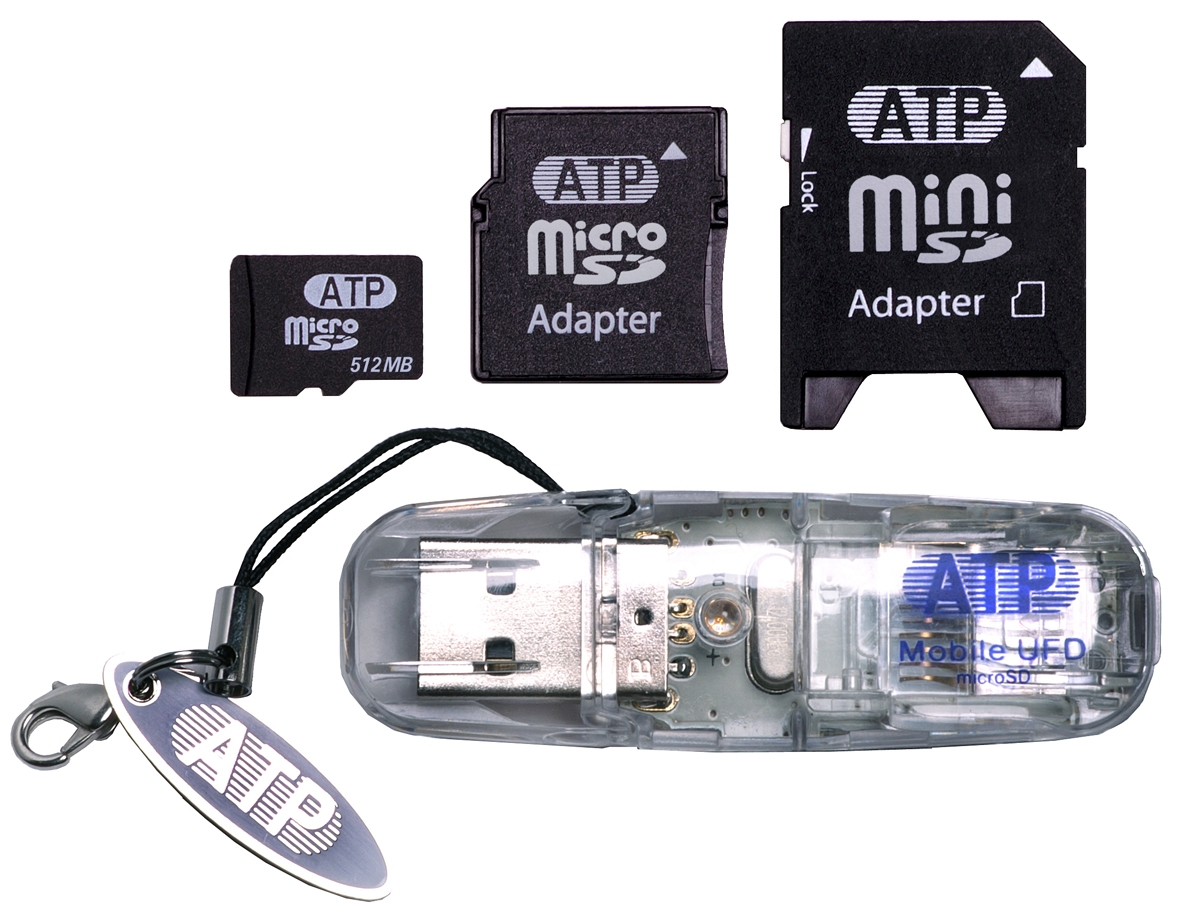 ATP
micro
SD
512MB
ATP
micro
SD
Adapter
ATP
Lock
mini
SD
Adapter
ATP
Mobile UFD
microSD
B
+
ATP